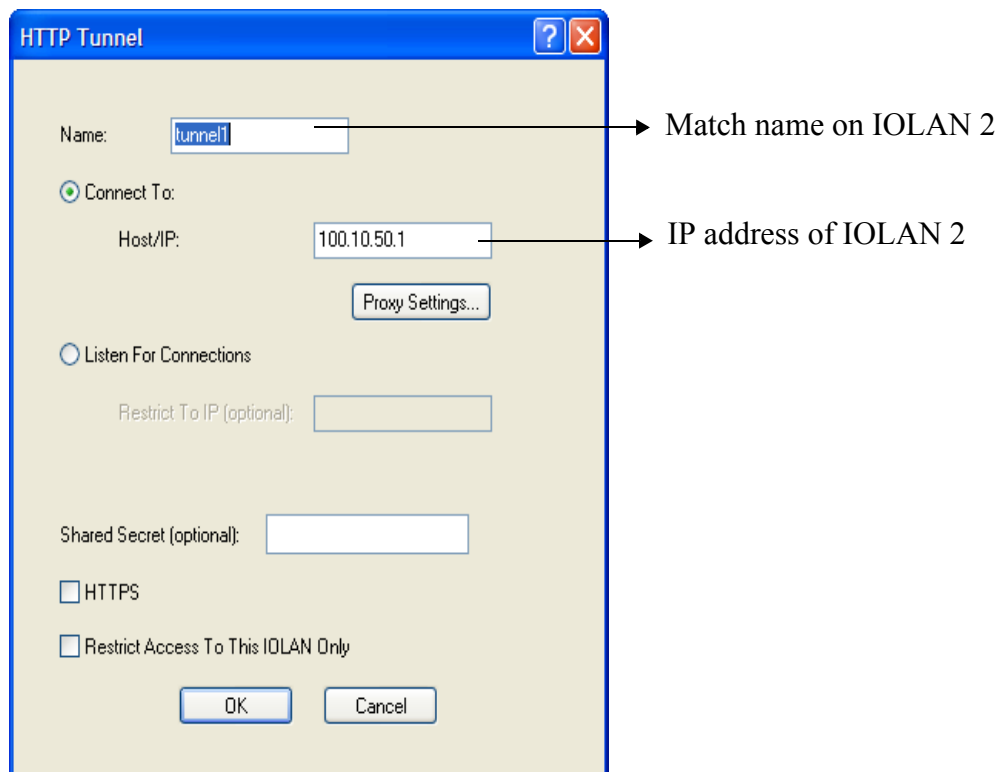 HTTP Tunnel
Name: tunnel1
Match name on IOLAN 2
Connect To:
Host/IP: 100.10.50.1
IP address of IOLAN 2
Proxy Settings...
Listen For Connections
Restrict To IP (optional):
Shared Secret (optional):
HTTPS
Restrict Access To This IOLAN Only
OK Cancel